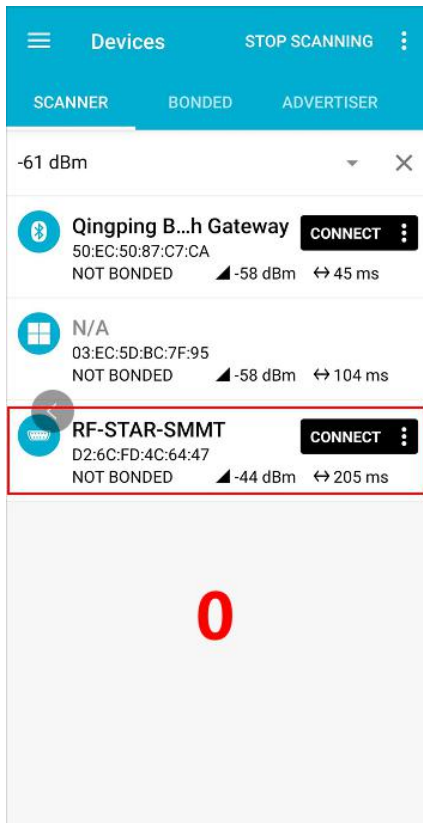 Devices
STOP SCANNING
SCANNER
BONDED
ADVERTISER
-61 dBm
Qingping B...h Gateway
CONNECT
50:EC:50:87:C7:CA
NOT BONDED
-58 dBm
45 ms
N/A
03:EC:5D:BC:7F:95
NOT BONDED
-58 dBm
104 ms
RF-STAR-SMMT
CONNECT
D2:6C:FD:4C:64:47
NOT BONDED
-44 dBm
205 ms
0